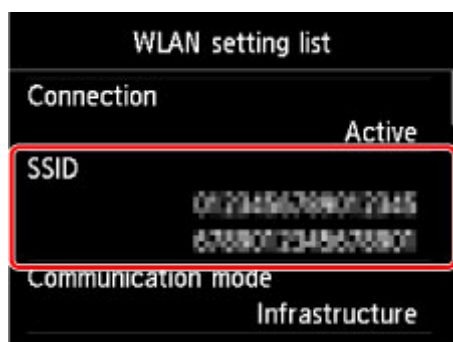 WLAN setting list
Connection
Active
SSID
Communication mode
Infrastructure